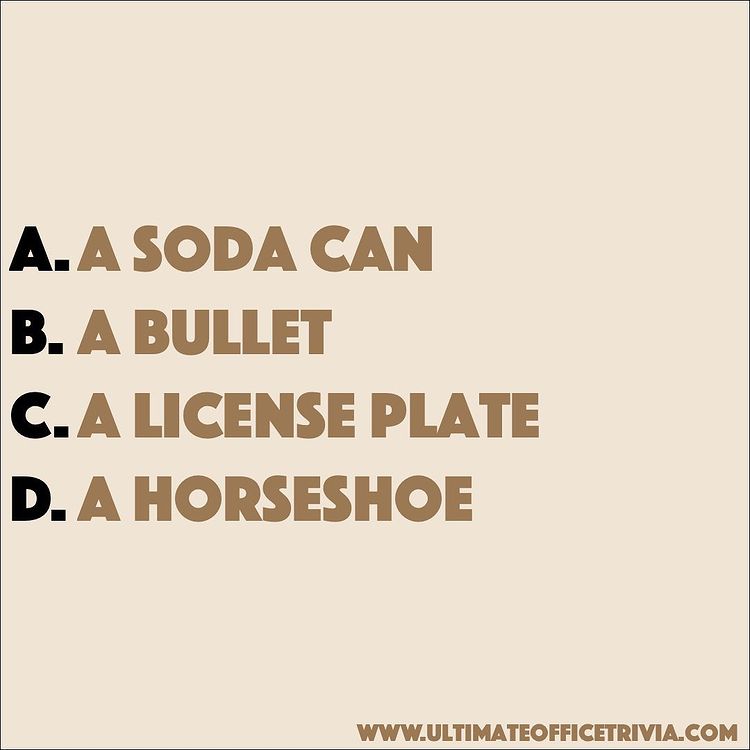 A. A SODA CAN
B. A BULLET
C. A LICENSE PLATE
D. A HORSESHOE
WWW.ULTIMATEOFFICETRIVIA.COM